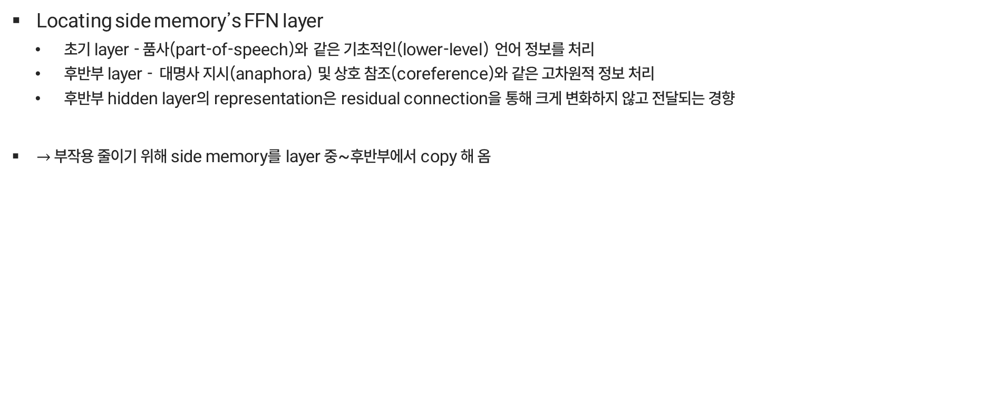 ▪ Locating side memory’s FFN layer
• 초기 layer - 품사(part-of-speech)와 같은 기초적인(lower-level) 언어 정보를 처리
• 후반부 layer - 대명사 지시(anaphora) 및 상호 참조(coreference)와 같은 고차원적 정보 처리
• 후반부 hidden layer의 representation은 residual connection을 통해 크게 변화하지 않고 전달되는 경향
▪ → 부작용 줄이기 위해 side memory를 layer 중~후반부에서 copy 해 옴